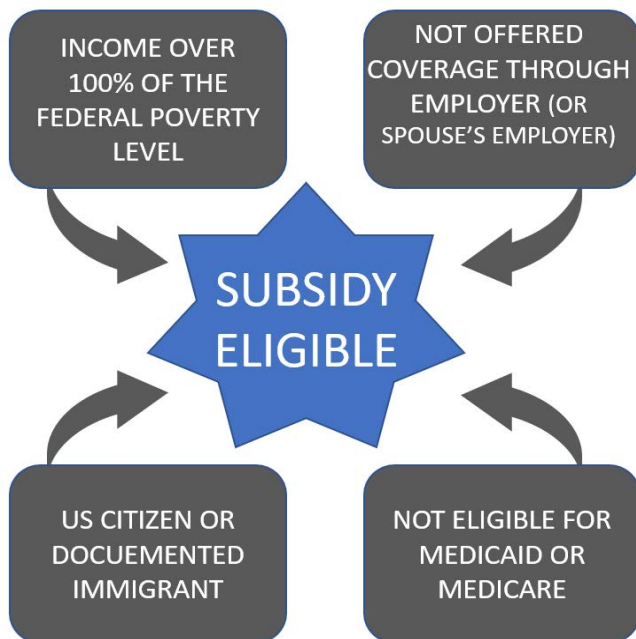 INCOME OVER
100% OF THE
FEDERAL POVERTY
LEVEL
NOT OFFERED
COVERAGE THROUGH
EMPLOYER (OR
SPOUSE'S EMPLOYER)
SUBSIDY
ELIGIBLE
US CITIZEN OR
DOCUEMENTED
IMMIGRANT
NOT ELIGIBLE FOR
MEDICAID OR
MEDICARE